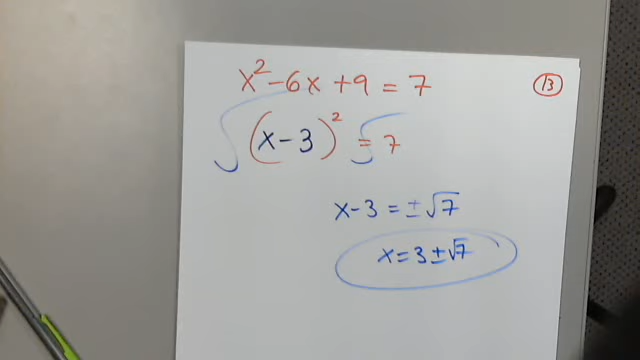 x² - 6x + 9 = 7
13
√(x - 3)² = √7
x - 3 = ± √7
x = 3 ± √7